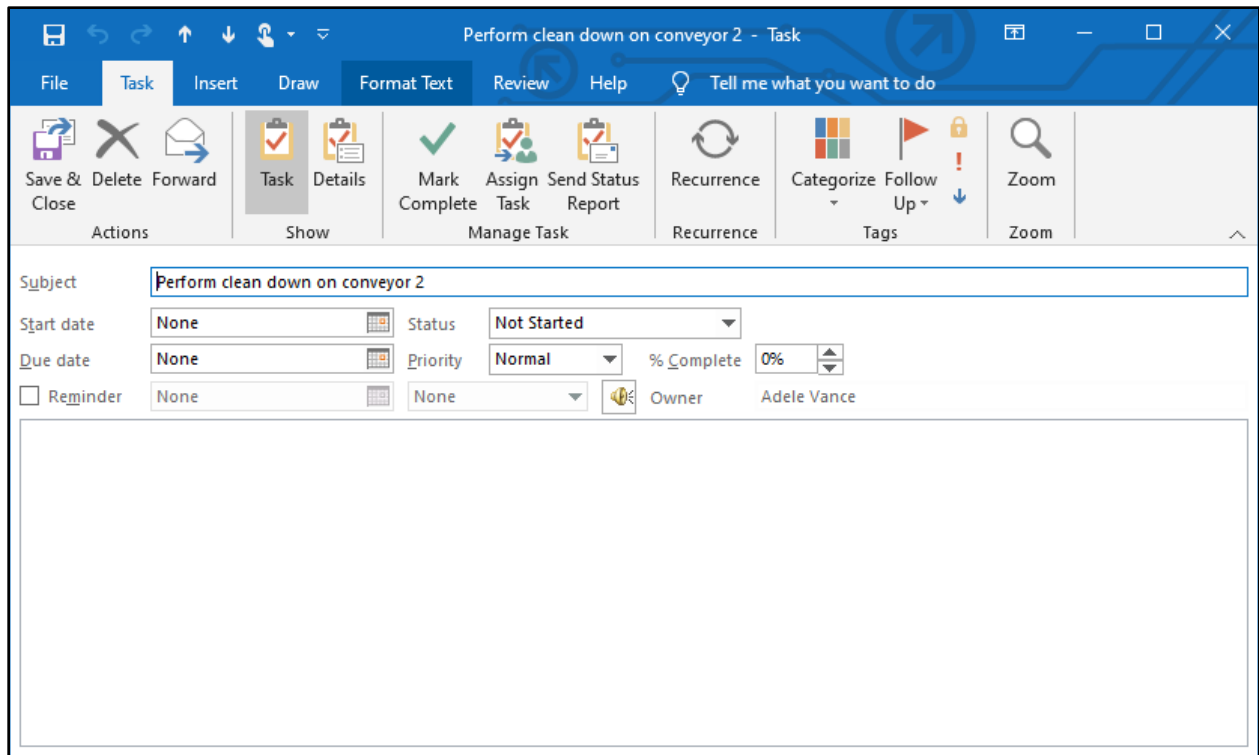 Perform clean down on conveyor 2 - Task
File Task Insert Draw Format Text Review Help Tell me what you want to do
Save & Delete Forward Task Details Mark Assign Send Status Recurrence Categorize Follow ! Zoom
Close Complete Task Report Up
Actions Show Manage Task Recurrence Tags Zoom
Subject Perform clean down on conveyor 2
Start date None Status Not Started
Due date None Priority Normal % Complete 0%
Reminder None None Owner Adele Vance